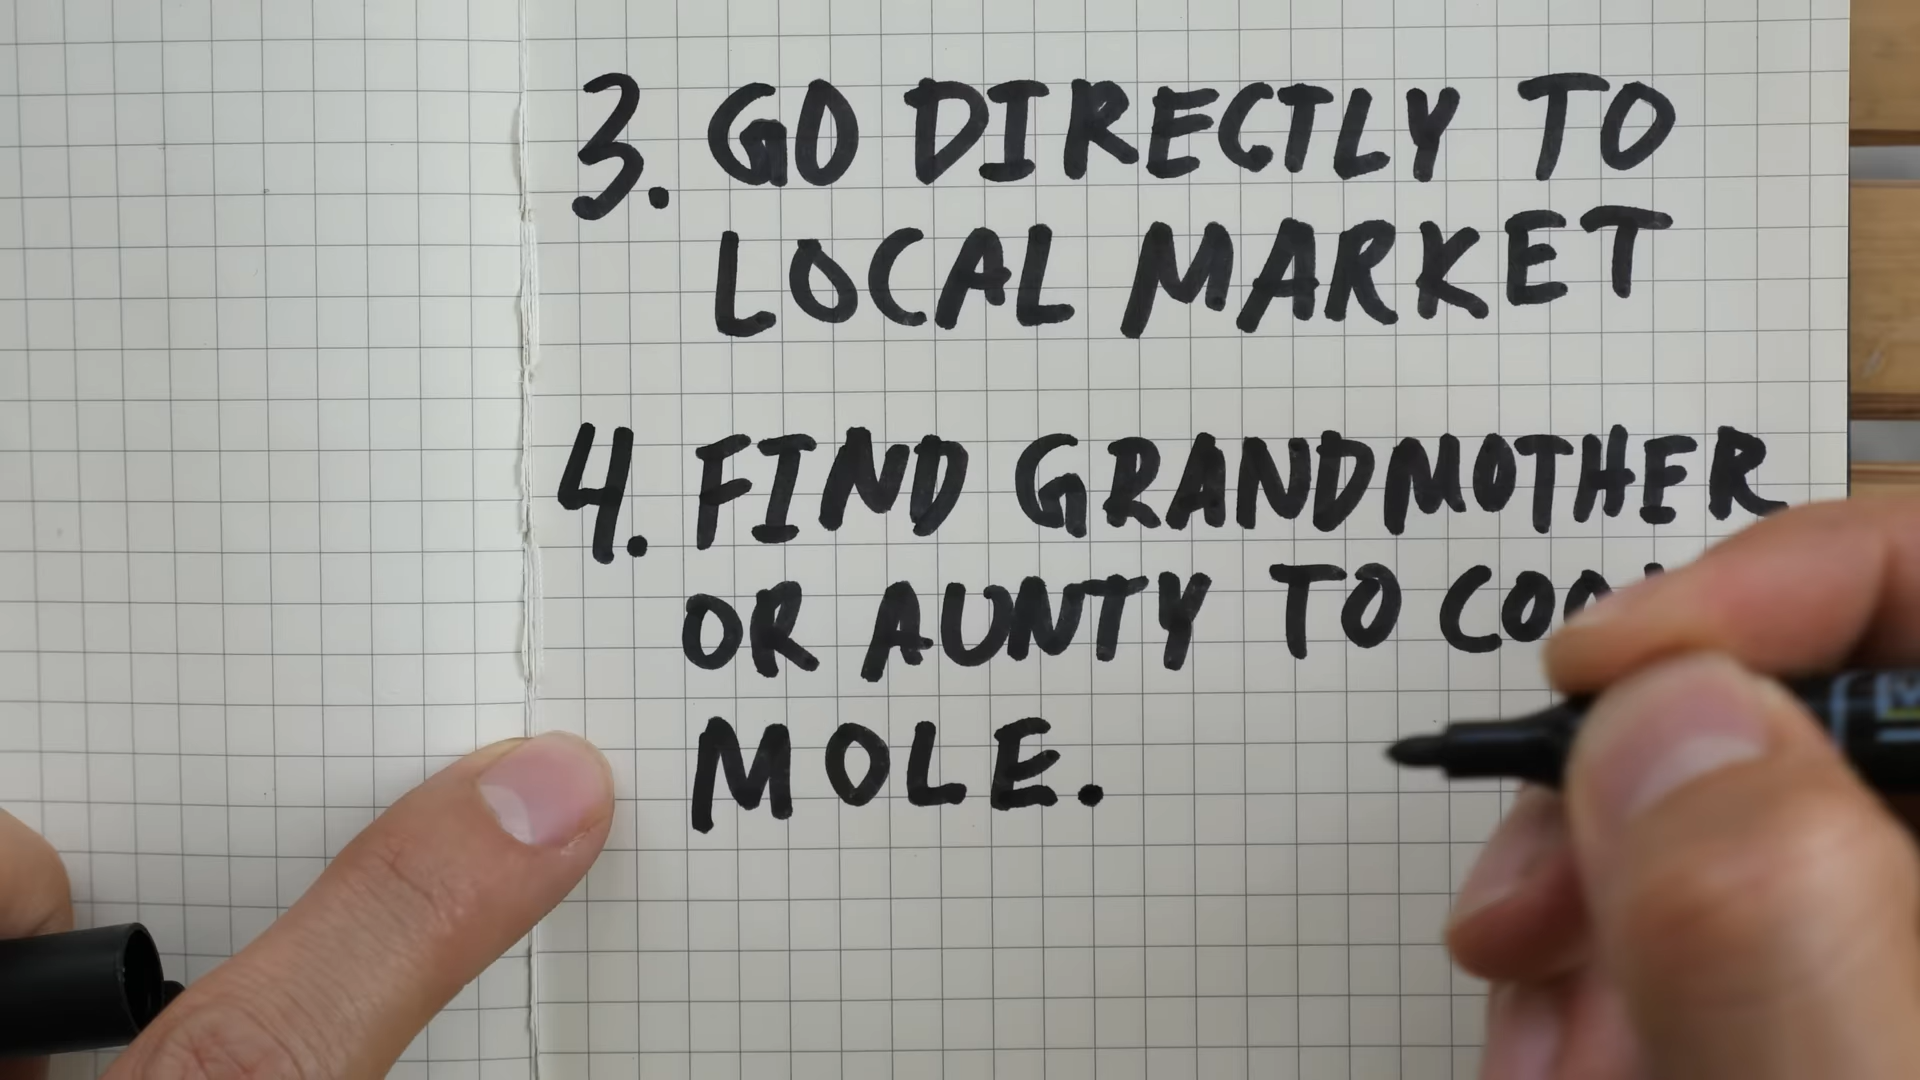 3. GO DIRECTLY TO
LOCAL MARKET
4. FIND GRANDMOTHER
OR AUNTY TO
MOLE.